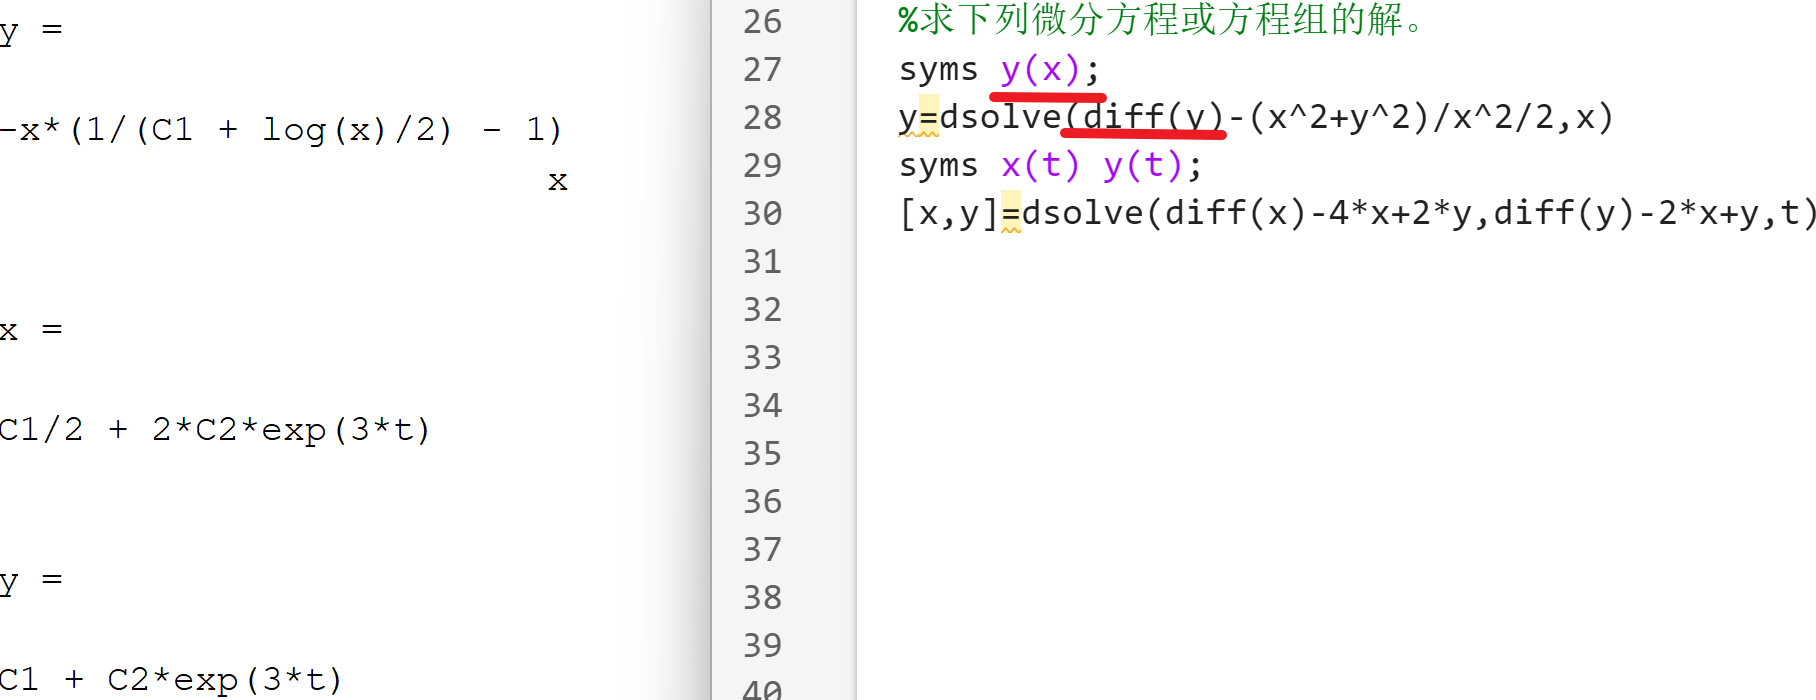 y =
-x*(1/(C1 + log(x)/2) - 1)
x
x =
C1/2 + 2*C2*exp(3*t)
y =
C1 + C2*exp(3*t)
26 %求下列微分方程或方程组的解。
27 syms y(x);
28 y=dsolve(diff(y)-(x^2+y^2)/x^2/2,x)
29 syms x(t) y(t);
30 [x,y]=dsolve(diff(x)-4*x+2*y,diff(y)-2*x+y,t)
31
32
33
34
35
36
37
38
39
40